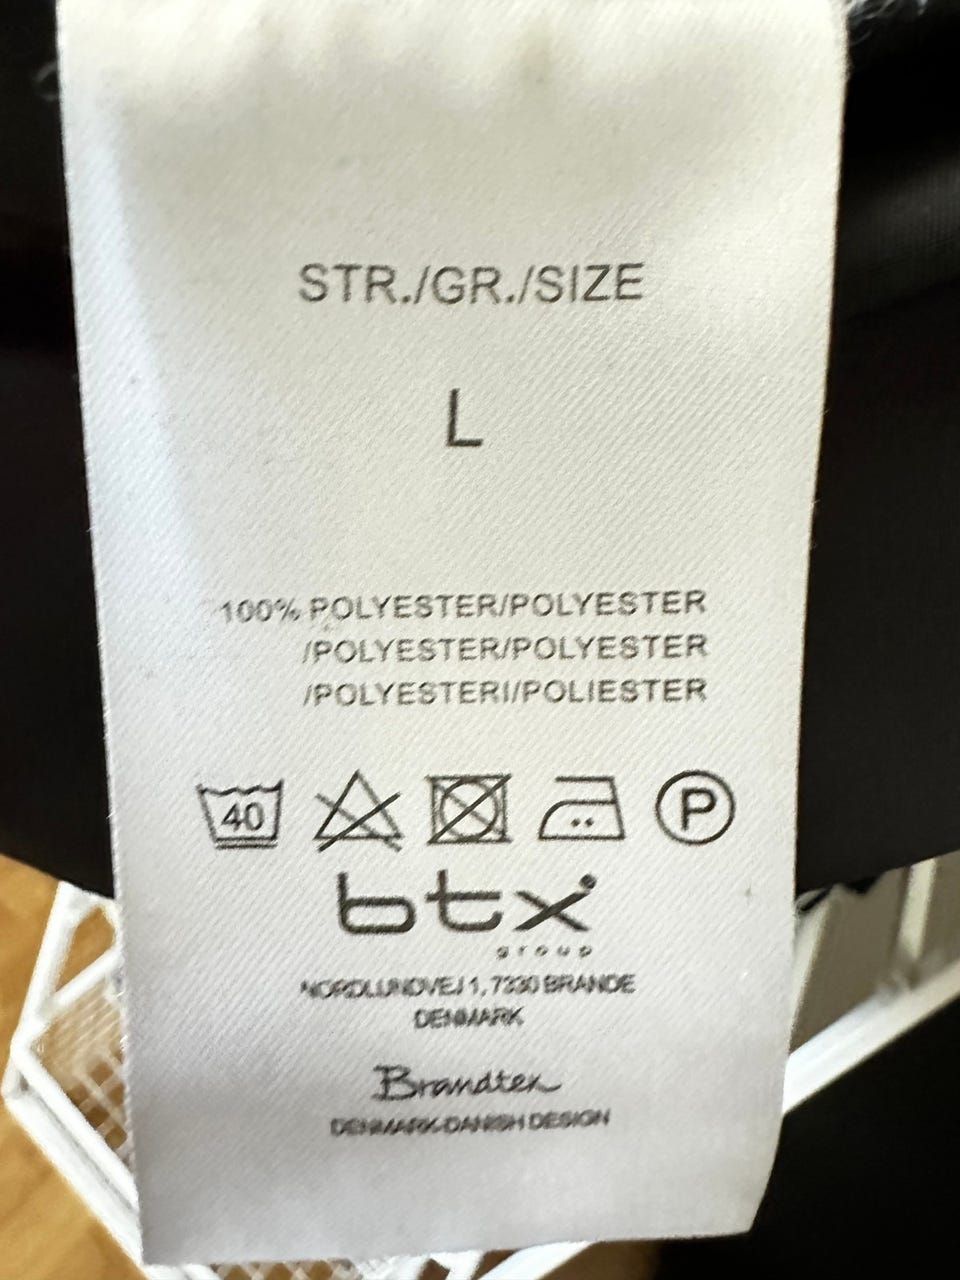 STR./GR./SIZE
L
100% POLYESTER/POLYESTER
/POLYESTER/POLYESTER
/POLYESTERI/POLIESTER
40 P
btx
group
NORDLUNDVEJ 1, 7330 BRANDE
DENMARK
Brandtex
DENMARK-DANISH DESIGN